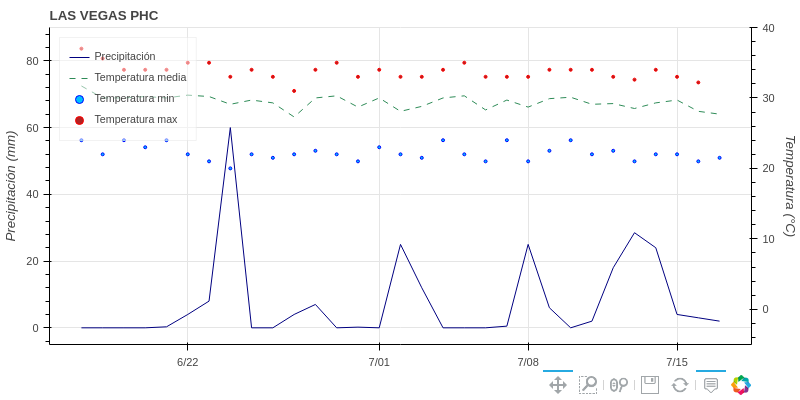 LAS VEGAS PHC
Precipitación
Temperatura media
Temperatura min
Temperatura max
Precipitación (mm)
80
60
40
20
0
Temperatura (°C)
40
30
20
10
0
6/22
7/01
7/08
7/15